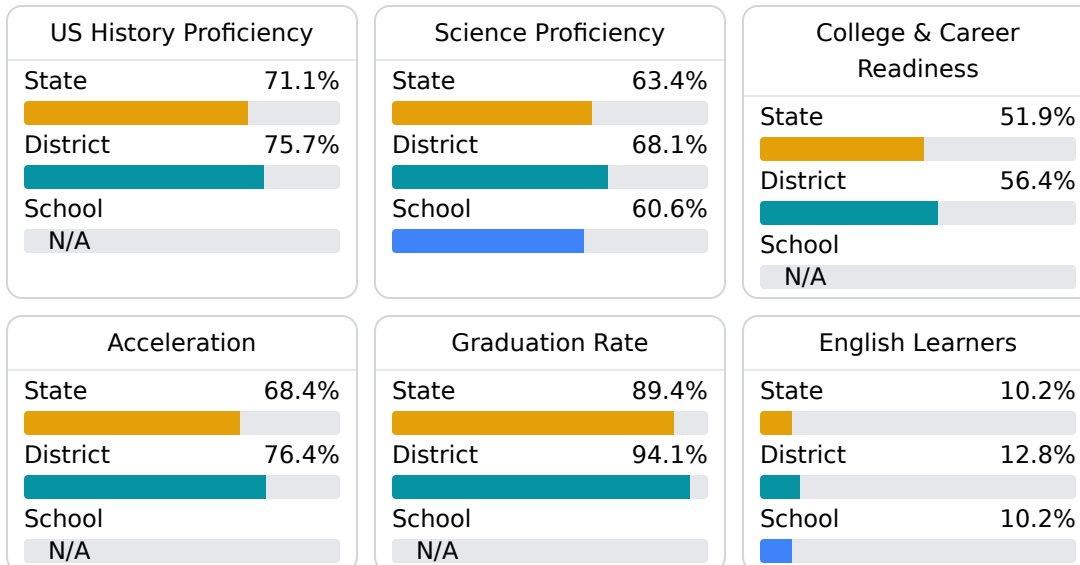 US History Proficiency
State 71.1%
District 75.7%
School
N/A
Science Proficiency
State 63.4%
District 68.1%
School 60.6%
College & Career
Readiness
State 51.9%
District 56.4%
School
N/A
Acceleration
State 68.4%
District 76.4%
School
N/A
Graduation Rate
State 89.4%
District 94.1%
School
N/A
English Learners
State 10.2%
District 12.8%
School 10.2%